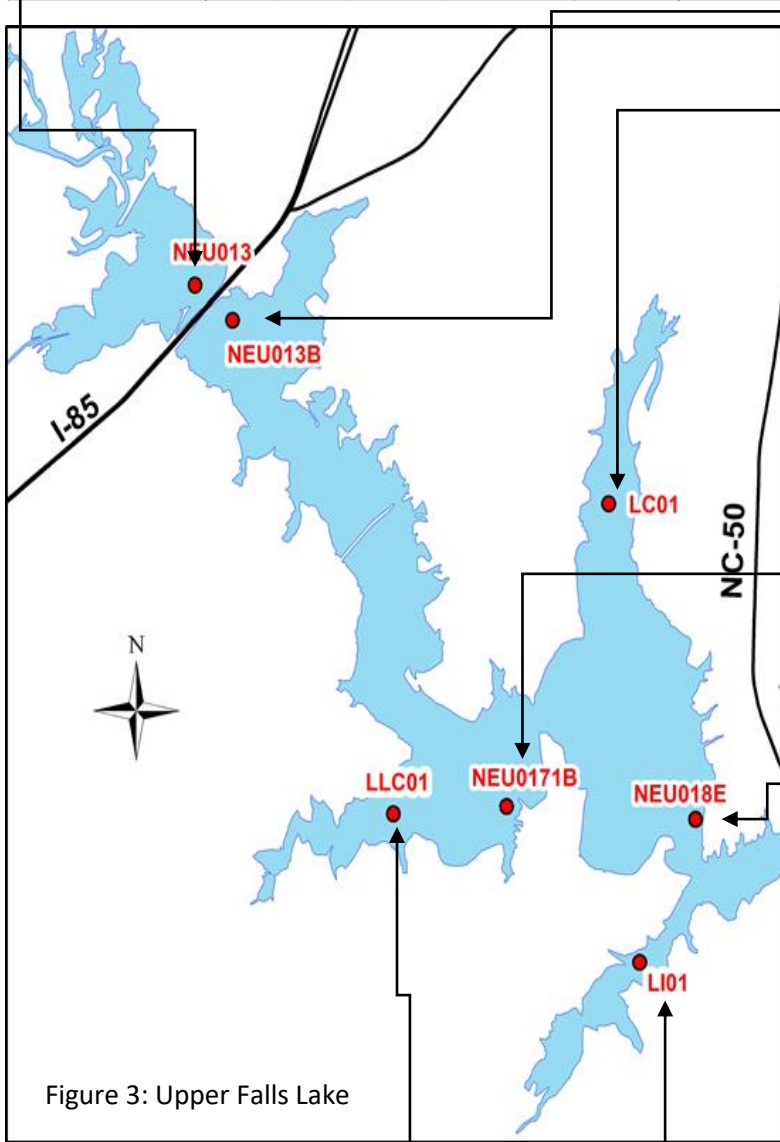 NEU013
NEU013B
I-85
LC01
NC-50
N
LLC01
NEU0171B
NEU018E
LI01
Figure 3: Upper Falls Lake